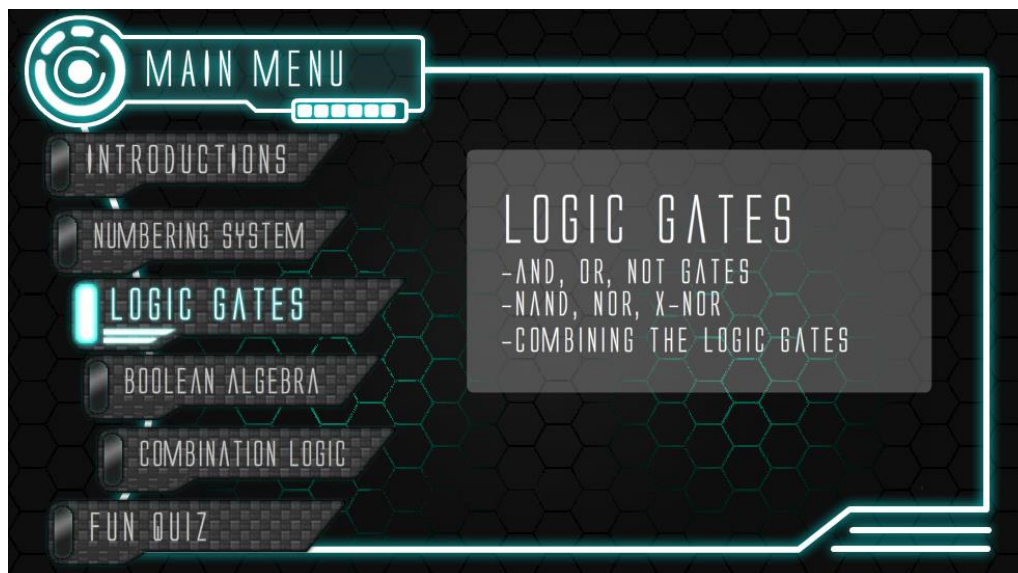 MAIN MENU
INTRODUCTIONS
NUMBERING SYSTEM
LOGIC GATES
BOOLEAN ALGEBRA
COMBINATION LOGIC
FUN QUIZ
LOGIC GATES
-AND, OR, NOT GATES
-NAND, NOR, X-NOR
-COMBINING THE LOGIC GATES